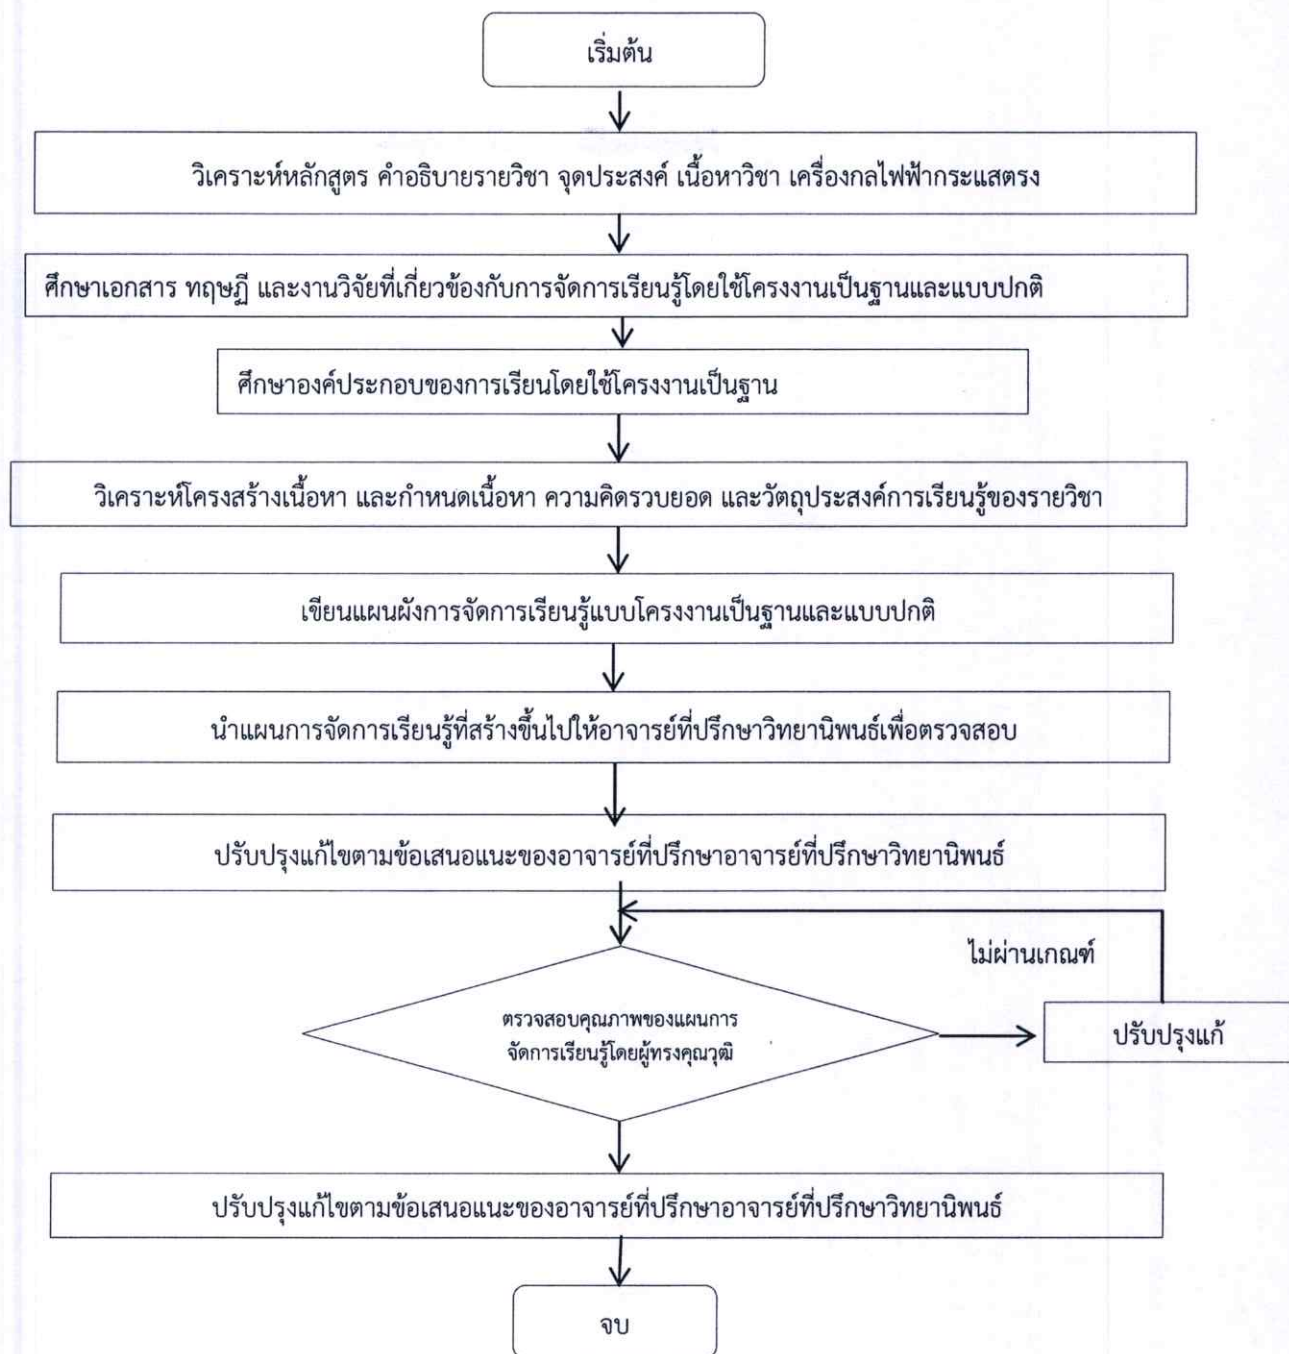 เริ่มต้น
วิเคราะห์หลักสูตร คำอธิบายรายวิชา จุดประสงค์ เนื้อหาวิชา เครื่องกลไฟฟ้ากระแสตรง
ศึกษาเอกสาร ทฤษฏี และงานวิจัยที่เกี่ยวข้องกับการจัดการเรียนรู้โดยใช้โครงงานเป็นฐานและแบบปกติ
ศึกษาองค์ประกอบของการเรียนโดยใช้โครงงานเป็นฐาน
วิเคราะห์โครงสร้างเนื้อหา และกำหนดเนื้อหา ความคิดรวบยอด และวัตถุประสงค์การเรียนรู้ของรายวิชา
เขียนแผนผังการจัดการเรียนรู้แบบโครงงานเป็นฐานและแบบปกติ
นำแผนการจัดการเรียนรู้ที่สร้างขึ้นไปให้อาจารย์ที่ปรึกษาวิทยานิพนธ์เพื่อตรวจสอบ
ปรับปรุงแก้ไขตามข้อเสนอแนะของอาจารย์ที่ปรึกษาอาจารย์ที่ปรึกษาวิทยานิพนธ์
ไม่ผ่านเกณฑ์
ตรวจสอบคุณภาพของแผนการ
จัดการเรียนรู้โดยผู้ทรงคุณวุฒิ
ปรับปรุงแก้
ปรับปรุงแก้ไขตามข้อเสนอแนะของอาจารย์ที่ปรึกษาอาจารย์ที่ปรึกษาวิทยานิพนธ์
จบ